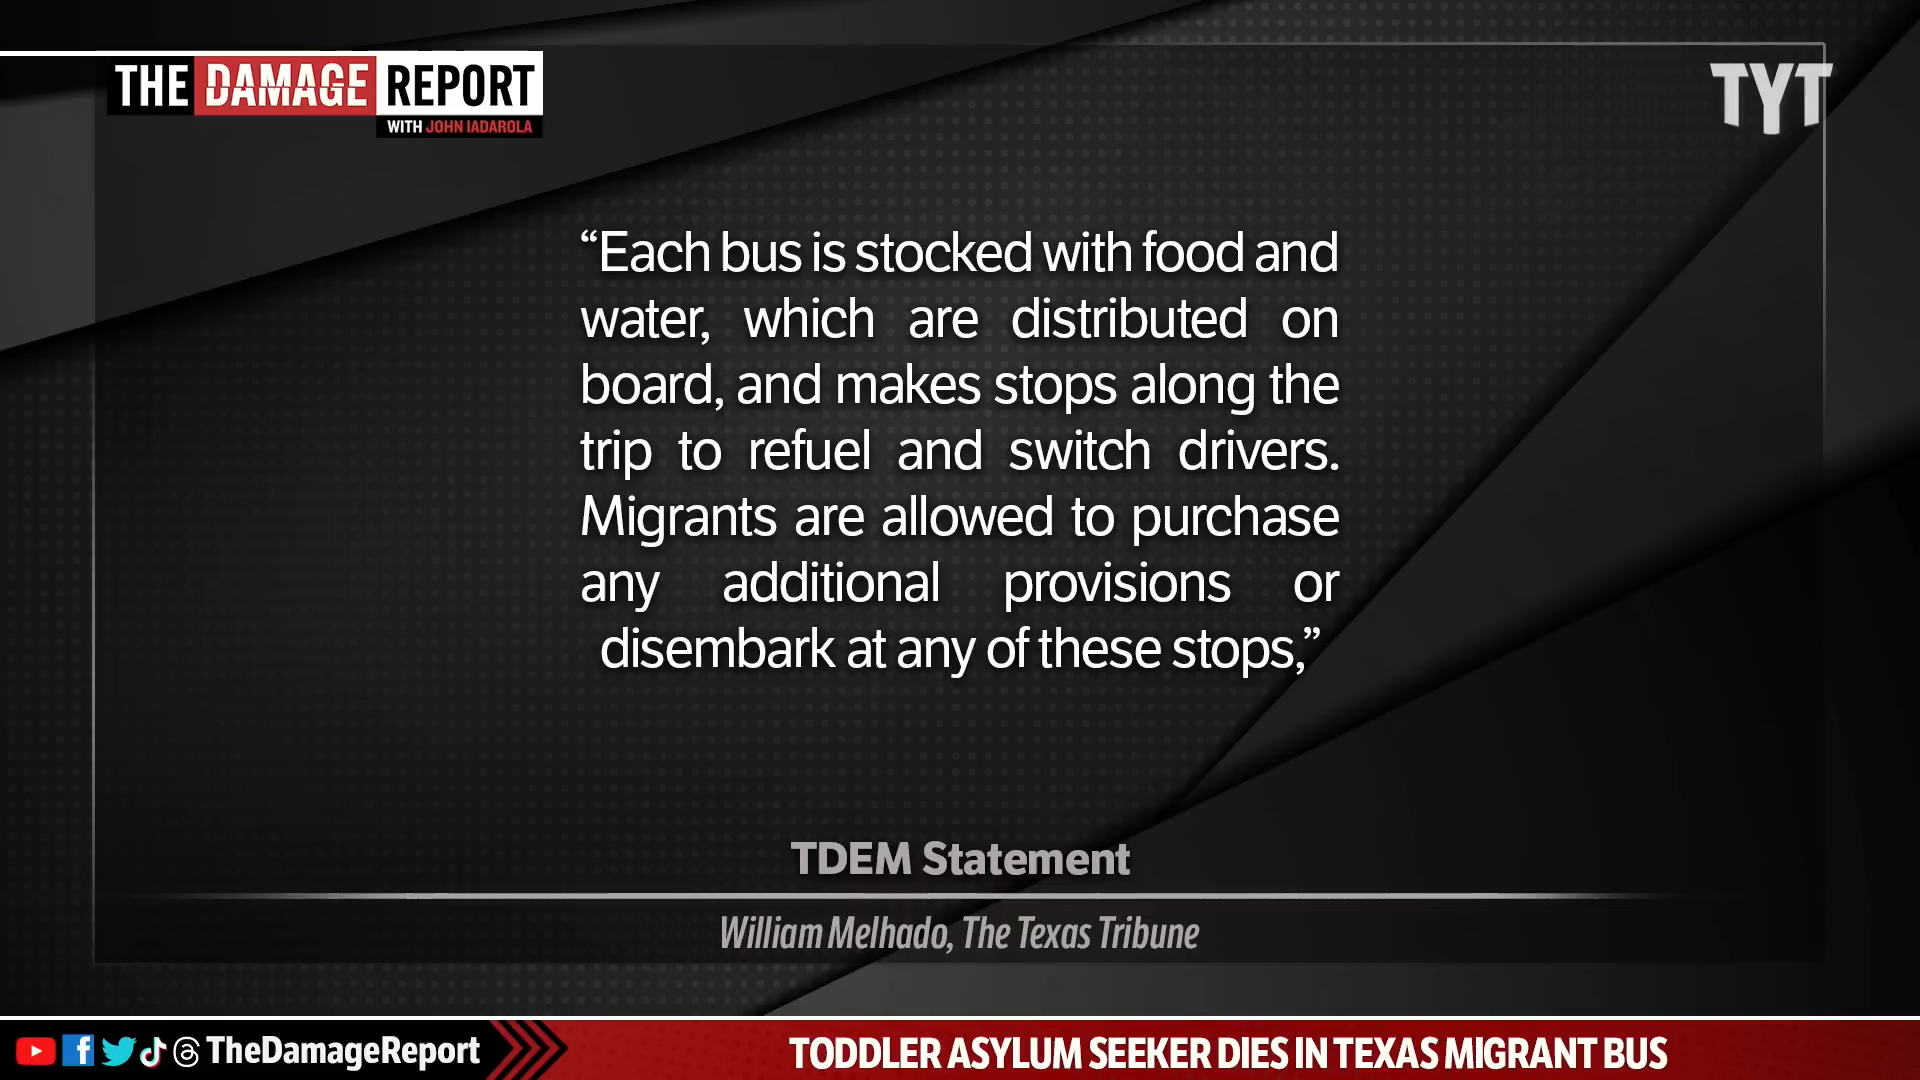 THE DAMAGE REPORT
WITH JOHN IADAROLA
TYT
“Each bus is stocked with food and
water, which are distributed on
board, and makes stops along the
trip to refuel and switch drivers.
Migrants are allowed to purchase
any additional provisions or
disembark at any of these stops,”
TDEM Statement
William Melhado, The Texas Tribune
TheDamageReport
TODDLER ASYLUM SEEKER DIES IN TEXAS MIGRANT BUS